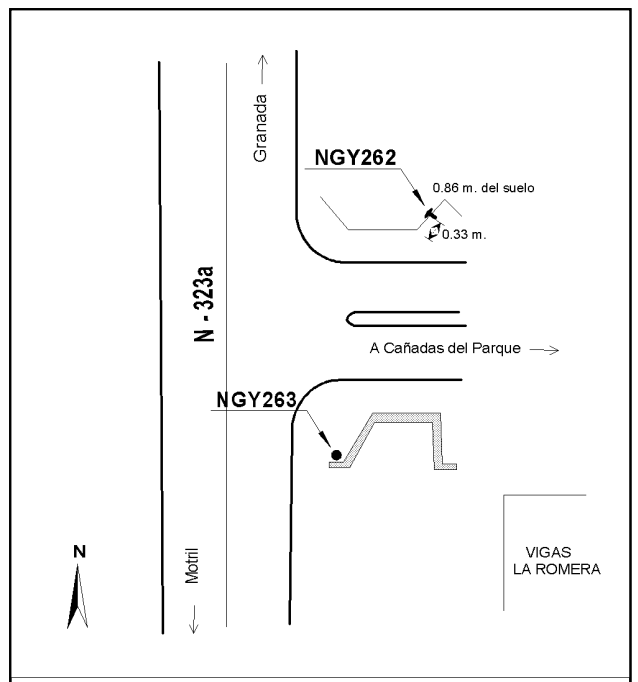 Granada
NGY262
0.86 m. del suelo
0.33 m.
N - 323a
A Cañadas del Parque
NGY263
N
Motril
VIGAS
LA ROMERA